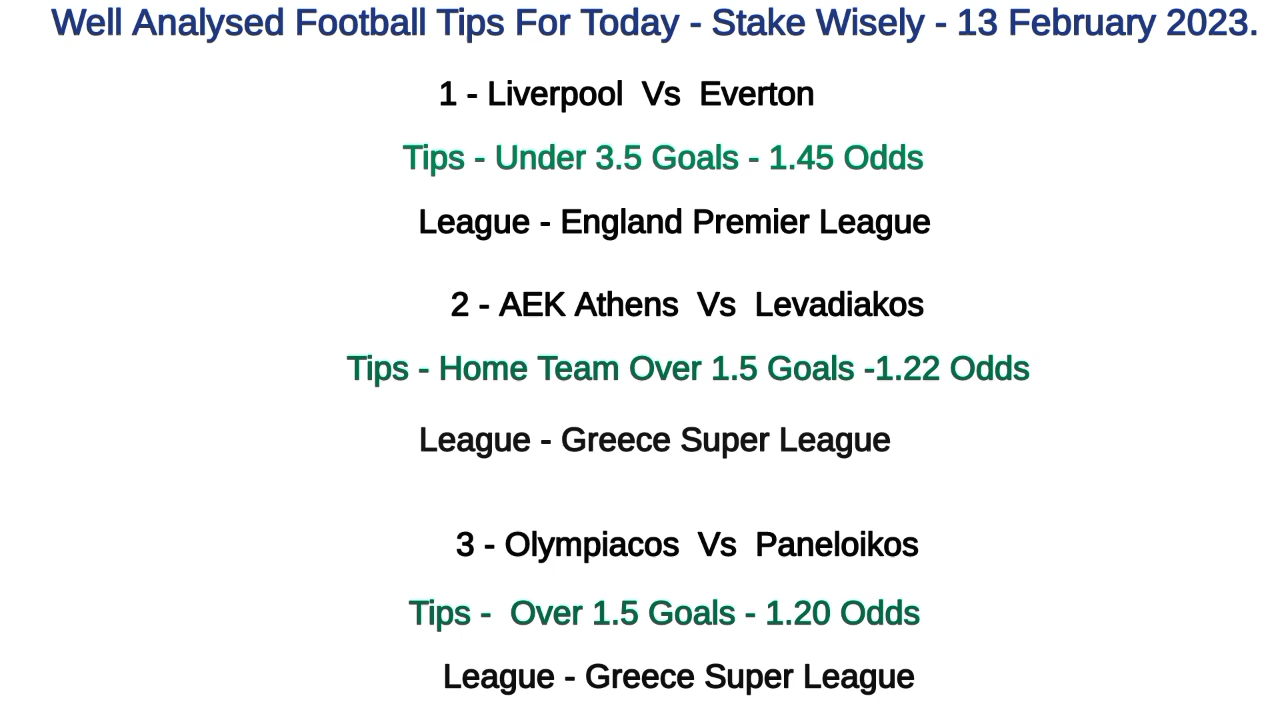 Well Analysed Football Tips For Today - Stake Wisely - 13 February 2023.
1 - Liverpool Vs Everton
Tips - Under 3.5 Goals - 1.45 Odds
League - England Premier League
2 - AEK Athens Vs Levadiakos
Tips - Home Team Over 1.5 Goals -1.22 Odds
League - Greece Super League
3 - Olympiacos Vs Paneloikos
Tips - Over 1.5 Goals - 1.20 Odds
League - Greece Super League